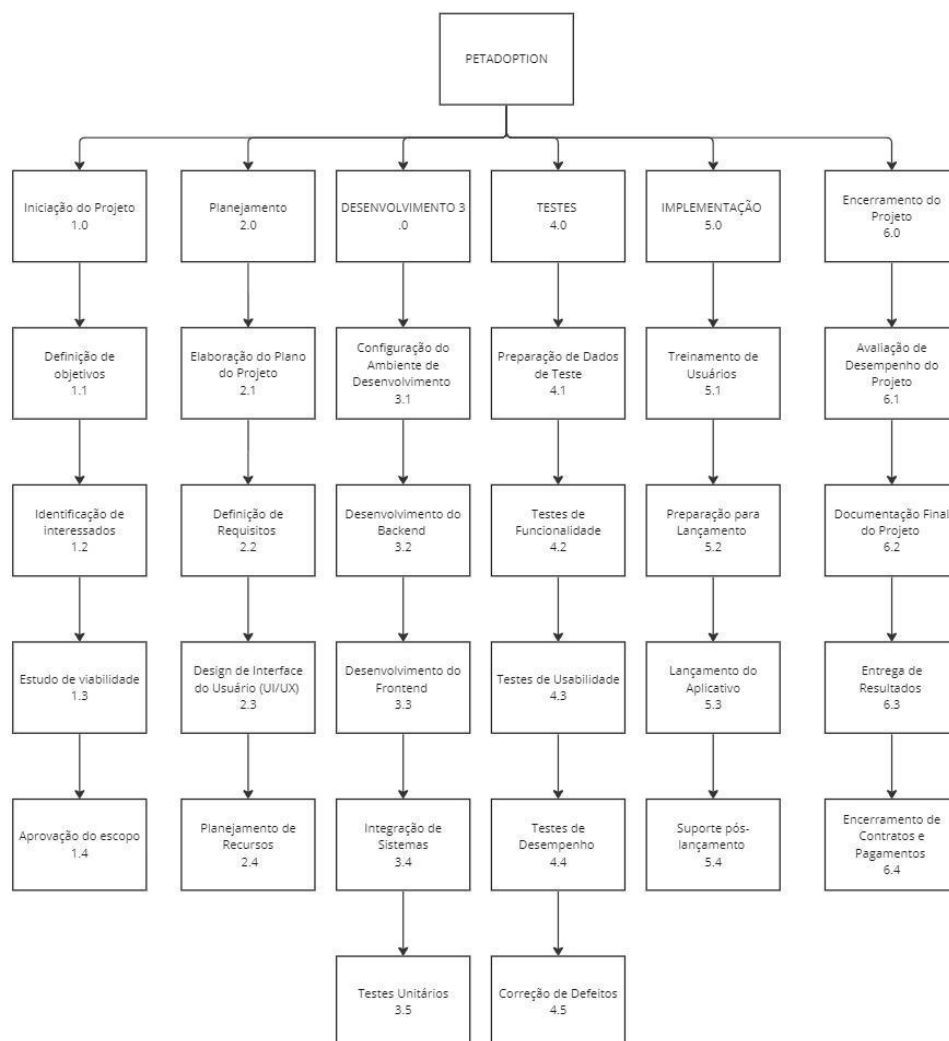 PETADOPTION
Iniciação do Projeto
1.0
Planejamento
2.0
DESENVOLVIMENTO 3
.0
TESTES
4.0
IMPLEMENTAÇÃO
5.0
Encerramento do
Projeto
6.0
Definição de
objetivos
1.1
Elaboração do Plano
do Projeto
2.1
Configuração do
Ambiente de
Desenvolvimento
3.1
Preparação de Dados
de Teste
4.1
Treinamento de
Usuários
5.1
Avaliação de
Desempenho do
Projeto
6.1
Identificação de
interessados
1.2
Definição de
Requisitos
2.2
Desenvolvimento do
Backend
3.2
Testes de
Funcionalidade
4.2
Preparação para
Lançamento
5.2
Documentação Final
do Projeto
6.2
Estudo de viabilidade
1.3
Design de Interface
do Usuário (UI/UX)
2.3
Desenvolvimento do
Frontend
3.3
Testes de Usabilidade
4.3
Lançamento do
Aplicativo
5.3
Entrega de
Resultados
6.3
Aprovação do escopo
1.4
Planejamento de
Recursos
2.4
Integração de
Sistemas
3.4
Testes de
Desempenho
4.4
Suporte pós-
lançamento
5.4
Encerramento de
Contratos e
Pagamentos
6.4
Testes Unitários
3.5
Correção de Defeitos
4.5